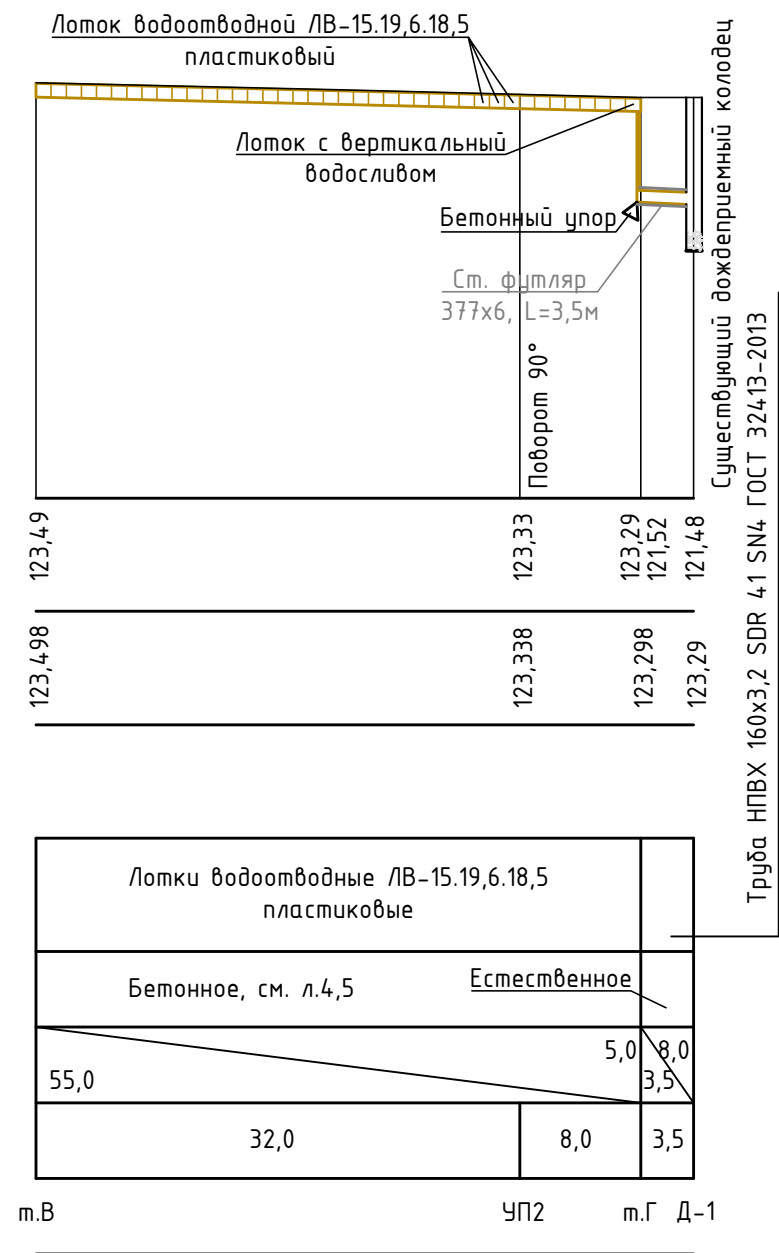 Лоток водоотводной ЛВ-15.19,6.18,5
пластиковый
Лоток с вертикальный
водосливом
Бетонный упор
Ст. футляр
377х6, L=3,5м
Поворот 90°
Существующий дождеприемный колодец
Труба НПВХ 160х3,2 SDR 41 SN4 ГОСТ 32413-2013
123,49
123,33
123,29
121,52
121,48
123,498
123,338
123,298
123,29
Лотки водоотводные ЛВ-15.19,6.18,5
пластиковые
Бетонное, см. л.4,5
Естественное
5,0
55,0
8,0
3,5
32,0
8,0
3,5
т.В
УП2
т.Г
Д-1